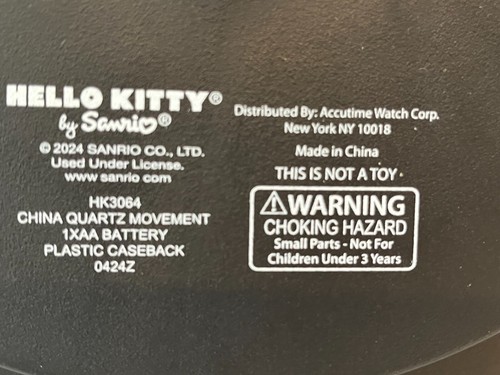 HELLO KITTY®
by Sanrio®
© 2024 SANRIO CO., LTD.
Used Under License.
www sanrio com
HK3064
CHINA QUARTZ MOVEMENT
1XAA BATTERY
PLASTIC CASEBACK
0424Z
Distributed By: Accutime Watch Corp.
New York NY 10018
Made in China
THIS IS NOT A TOY.
⚠WARNING
CHOKING HAZARD
Small Parts - Not For
Children Under 3 Years